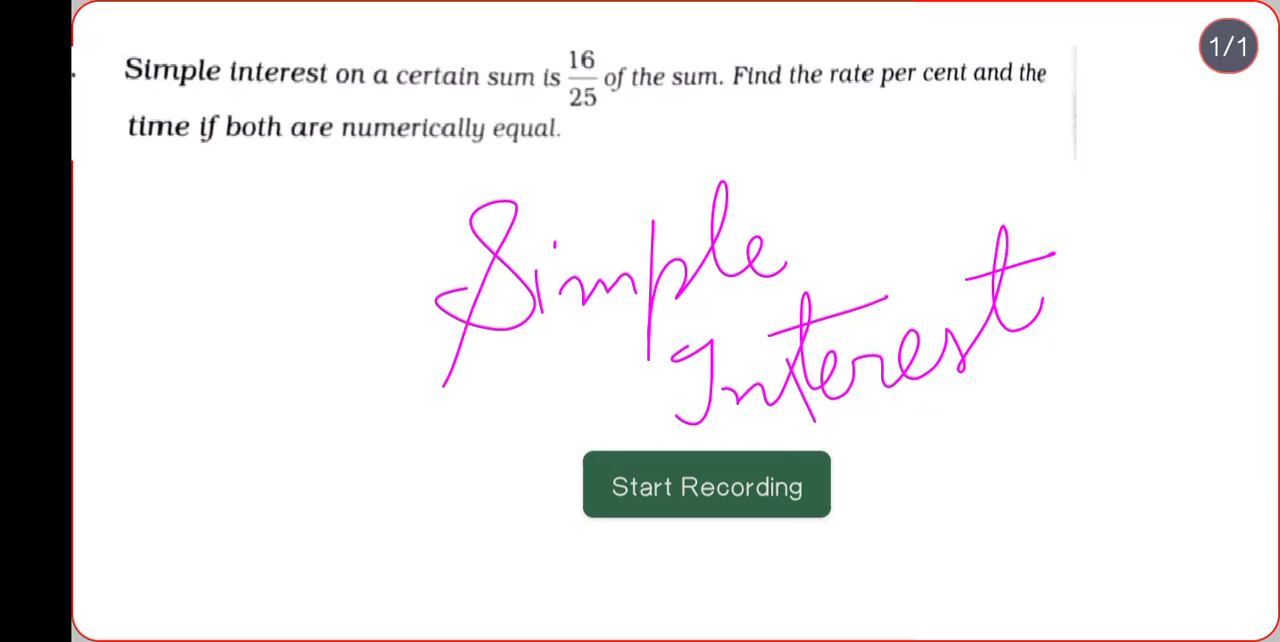 1/1
Simple interest on a certain sum is 16/25 of the sum. Find the rate per cent and the
time if both are numerically equal.
Simple
Interest
Start Recording